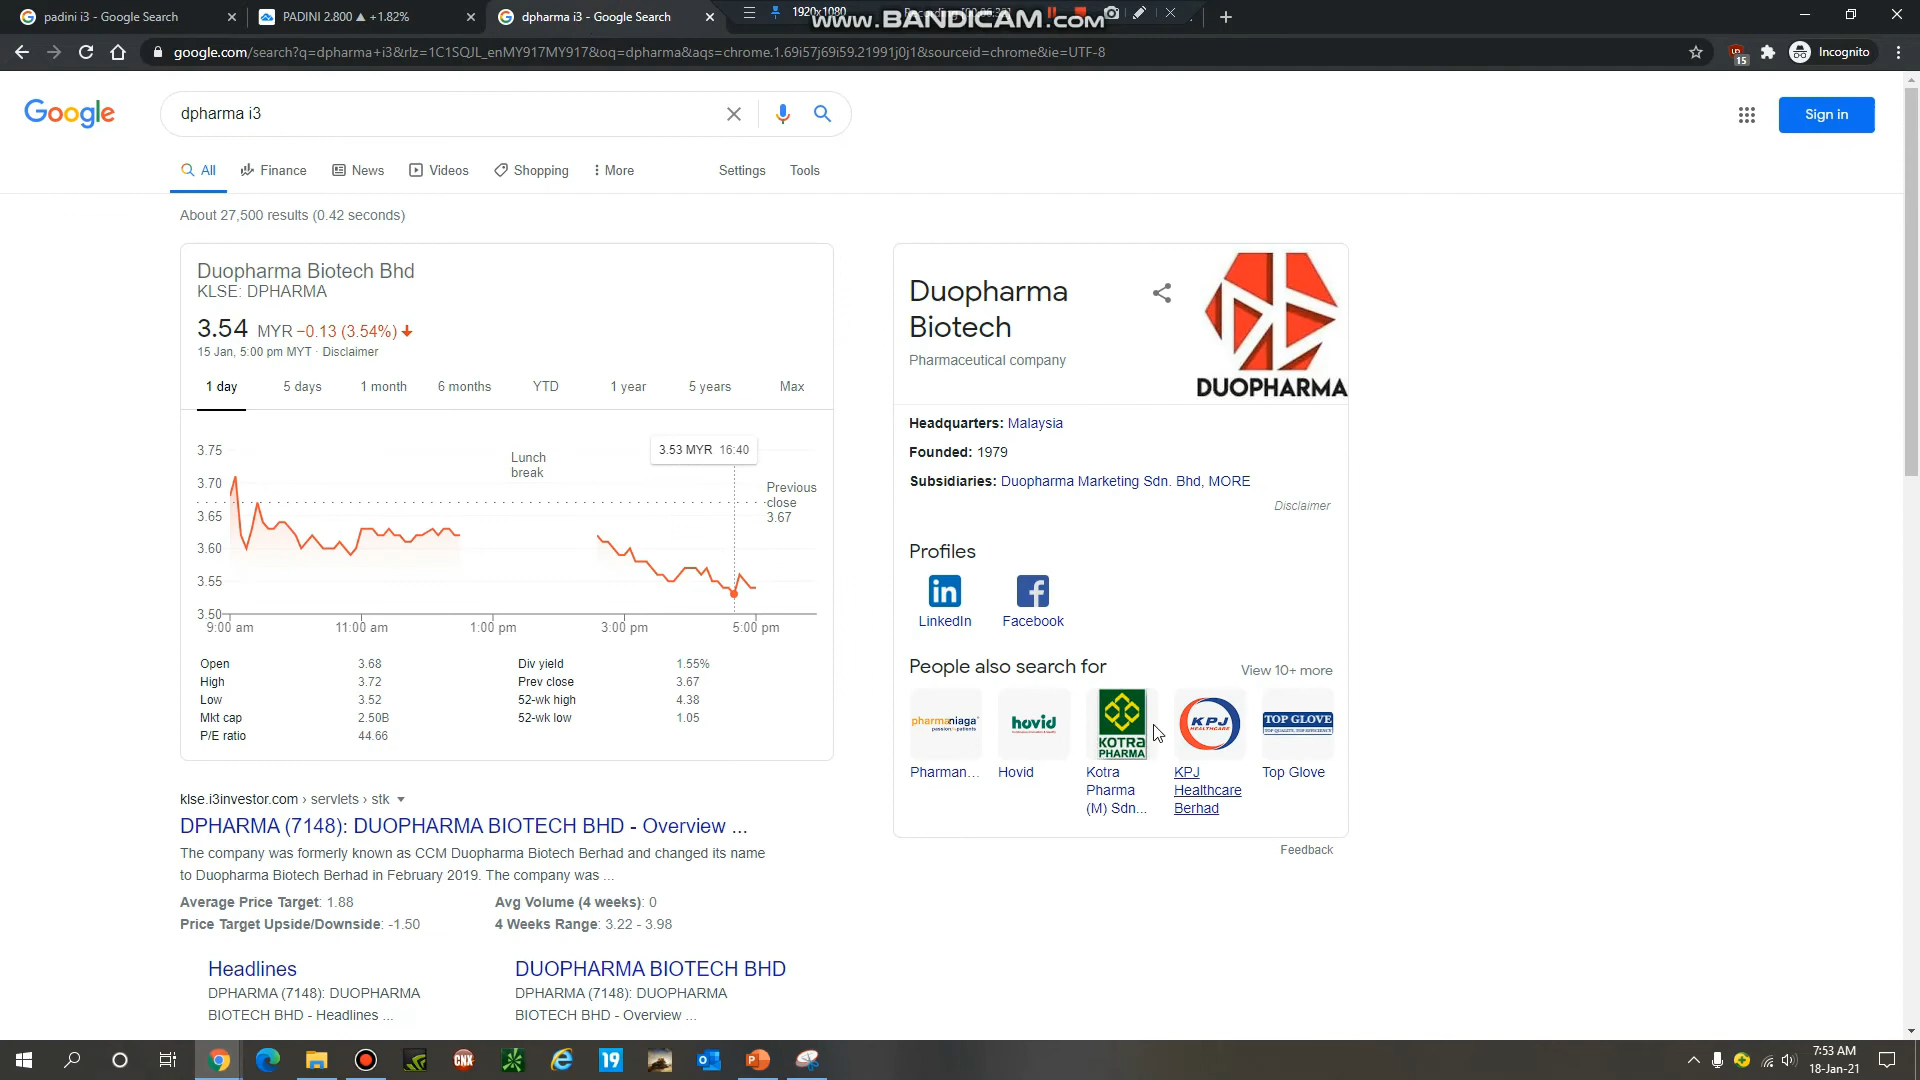 padini i3 - Google Search
PADINI 2.800 ▲ +1.82%
dpharma i3 - Google Search
1920x1080
www.BANDICAM.com
google.com/search?q=dpharma+i3&rlz=1C1SQJL_enMY917MY917&oq=dpharma&aqs=chrome.1.69i57j69i59.21991j0j1&sourceid=chrome&ie=UTF-8
15
Incognito
Google
dpharma i3
Sign in
All
Finance
News
Videos
Shopping
More
Settings
Tools
About 27,500 results (0.42 seconds)
Duopharma Biotech Bhd
KLSE: DPHARMA
3.54 MYR −0.13 (3.54%)
15 Jan, 5:00 pm MYT · Disclaimer
1 day
5 days
1 month
6 months
YTD
1 year
5 years
Max
3.75
3.70
3.65
3.60
3.55
3.50
Lunch
break
3.53 MYR 16:40
Previous
close
3.67
9:00 am
11:00 am
1:00 pm
3:00 pm
5:00 pm
Open 3.68
High 3.72
Low 3.52
Mkt cap 2.50B
P/E ratio 44.66
Div yield 1.55%
Prev close 3.67
52-wk high 4.38
52-wk low 1.05
klse.i3investor.com › servlets › stk
DPHARMA (7148): DUOPHARMA BIOTECH BHD - Overview ...
The company was formerly known as CCM Duopharma Biotech Berhad and changed its name
to Duopharma Biotech Berhad in February 2019. The company was ...
Average Price Target: 1.88
Avg Volume (4 weeks): 0
Price Target Upside/Downside: -1.50
4 Weeks Range: 3.22 - 3.98
Headlines
DPHARMA (7148): DUOPHARMA
BIOTECH BHD - Headlines ...
DUOPHARMA BIOTECH BHD
DPHARMA (7148): DUOPHARMA
BIOTECH BHD - Overview ...
Duopharma
Biotech
Pharmaceutical company
DUOPHARMA
Headquarters: Malaysia
Founded: 1979
Subsidiaries: Duopharma Marketing Sdn. Bhd, MORE
Disclaimer
Profiles
LinkedIn
Facebook
People also search for
View 10+ more
pharmaniaga
hovid
KOTRA
PHARMA
KPJ
HEALTHCARE
TOP GLOVE
Pharman...
Hovid
Kotra
Pharma
(M) Sdn...
KPJ
Healthcare
Berhad
Top Glove
Feedback
CNX
19
7:53 AM
18-Jan-21